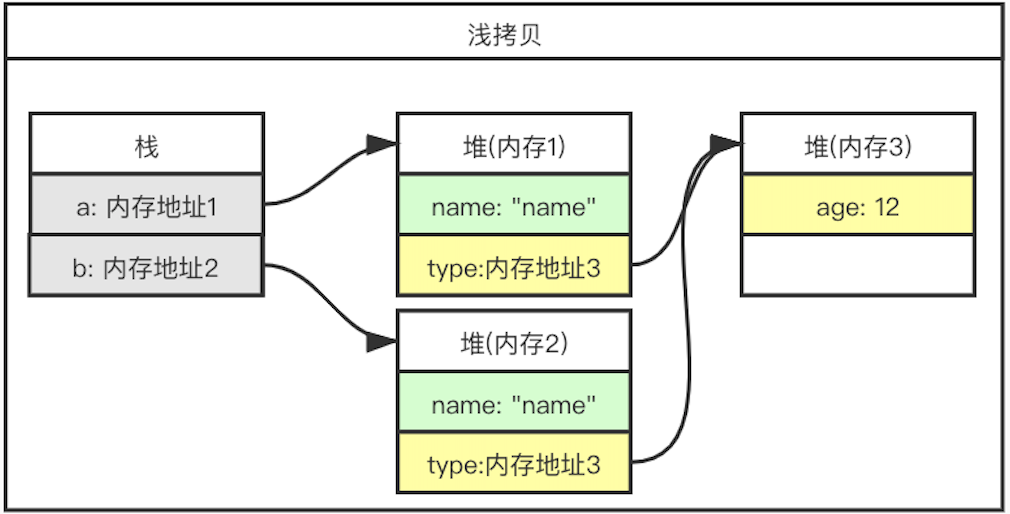 浅拷贝
栈
a: 内存地址1
b: 内存地址2
堆(内存1)
name: "name"
type:内存地址3
堆(内存2)
name: "name"
type:内存地址3
堆(内存3)
age: 12